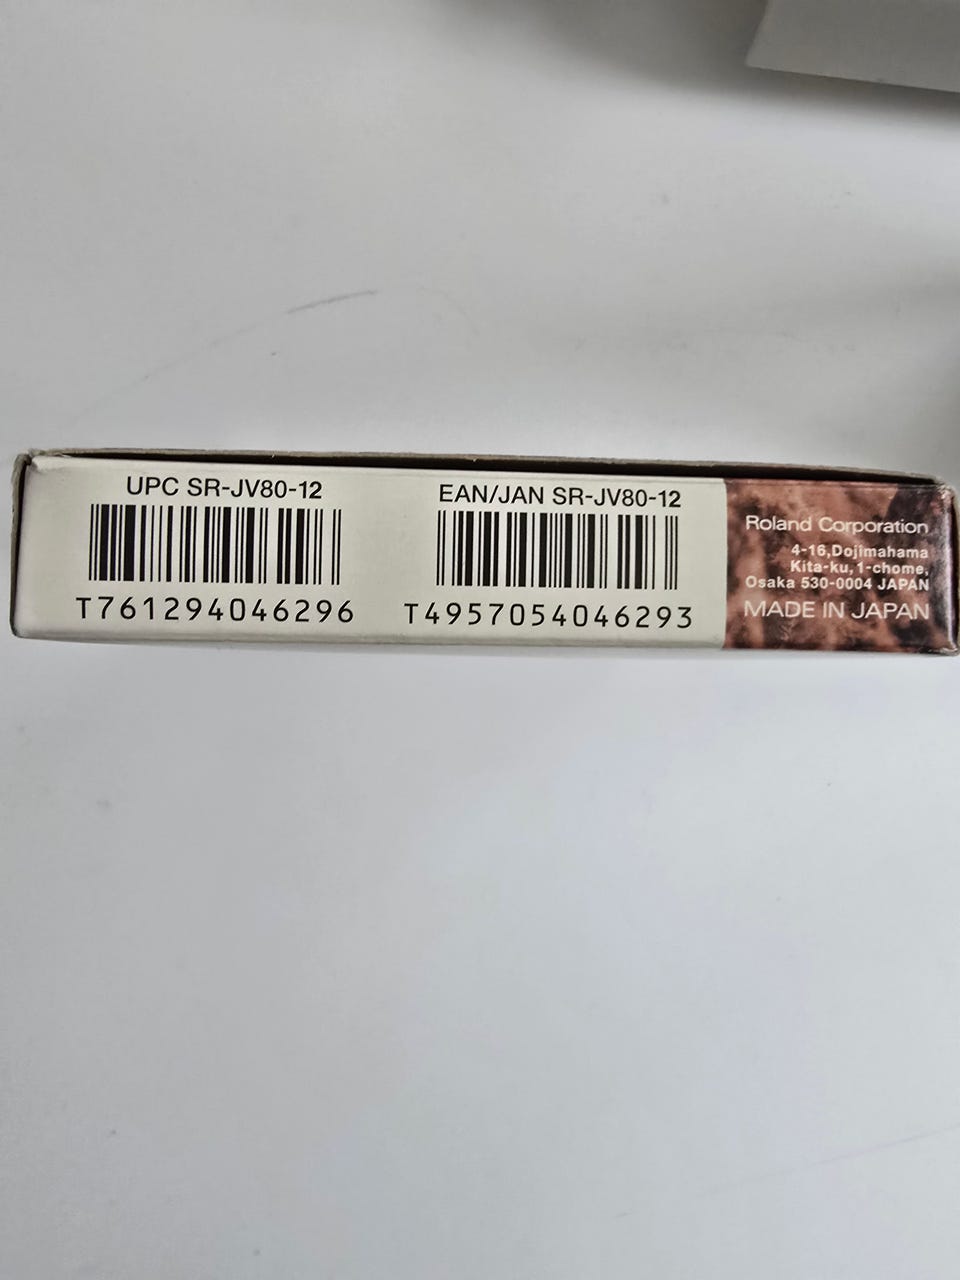 UPC SR-JV80-12
T761294046296
EAN/JAN SR-JV80-12
T4957054046293
Roland Corporation
4-16,Dojimahama
Kita-ku, 1-chome,
Osaka 530-0004 JAPAN
MADE IN JAPAN